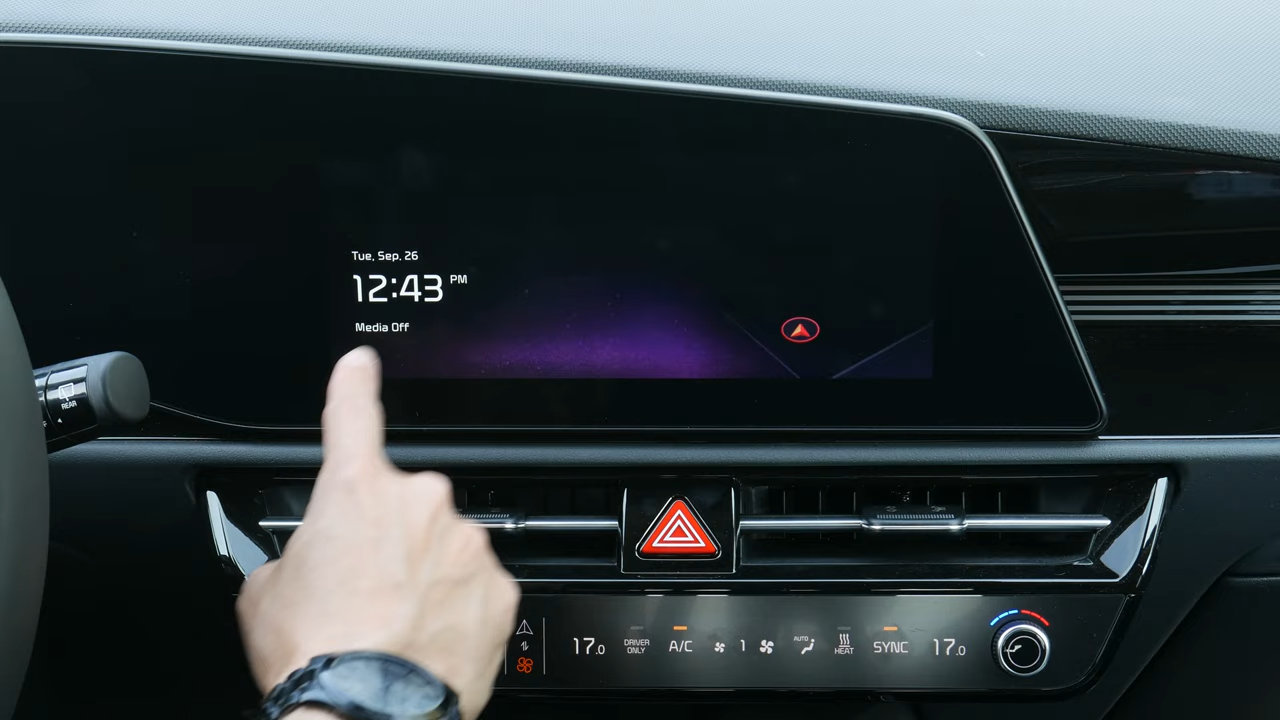 Tue, Sep. 26
12:43 PM
Media Off
REAR
17.0
DRIVER ONLY
A/C
1
AUTO
HEAT
SYNC
17.0